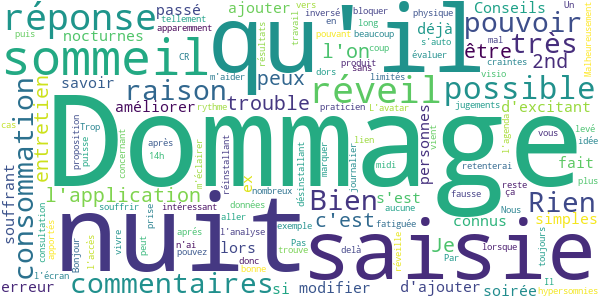 réponse
qu'il
passé
ajouter
vers
inversé
en
pouvant
travail
résultats
tellement
CR
nocturnes
puis
apparemment
sommeil
peux
l'on
m'aider
bloquer
long
beaucoup
coup
produit
sans
dors
physique
s'auto
évaluer
déjà
mal
Conseils
pouvoir
très
être
2nd
craintes
visio
Un
Malheureusement
savoir
raison
réveil
limités
possible
consommation
entretien
améliorer
rythme
praticien
L'avatar
jugements
d'excitant
trouble
personnes
l'agenda
vient
vous
levé
idée
cas
proposition
Trop
puisse
14h
après
concernant
Dommage
m'éclairer
réinstallant
ex
nombreux
lien
désinstallant
marquer
journalier
midi
retenterai
plus
fait
souffrant
l'application
données
s'est
aucune
fausse
reste
ça
Rien
consultation
apportés
l'accès
Bonjour
vivre
souffrir
prise
peut
nuit
intéressant
après
n'ai
pouvez
aller
l'analyse
donc
bonne
exemple
Pas
trouve
Bien
c'est
delà
saisie
fatiguée
réveille
Je
Par
connus
Nous
lorsque
simples
toujours
Il
hypersomnies
erreur
l'écran
commentaires
lors
si
modifier
d'ajouter
soirée